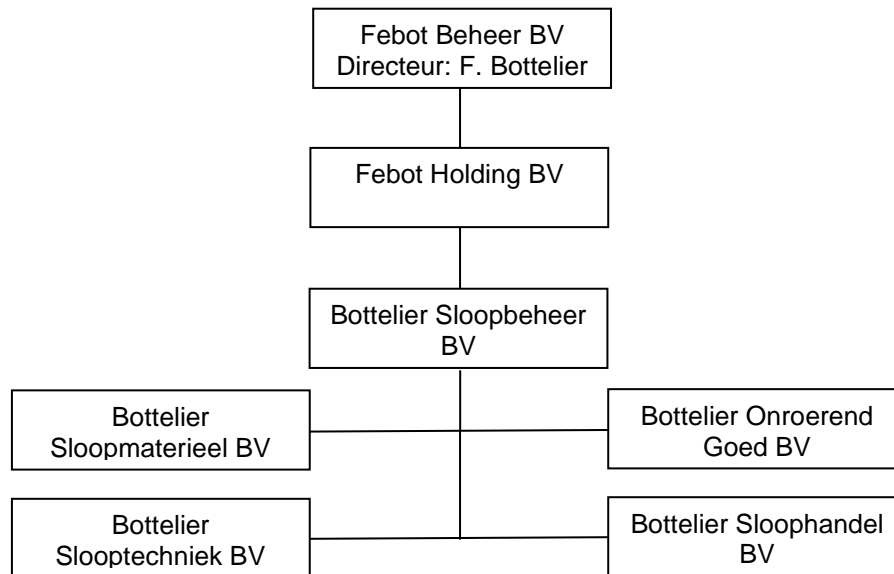 Febot Beheer BV
Directeur: F. Bottelier
Febot Holding BV
Bottelier Sloopbeheer
BV
Bottelier
Sloopmaterieel BV
Bottelier Onroerend
Goed BV
Bottelier
Slooptechniek BV
Bottelier Sloophandel
BV